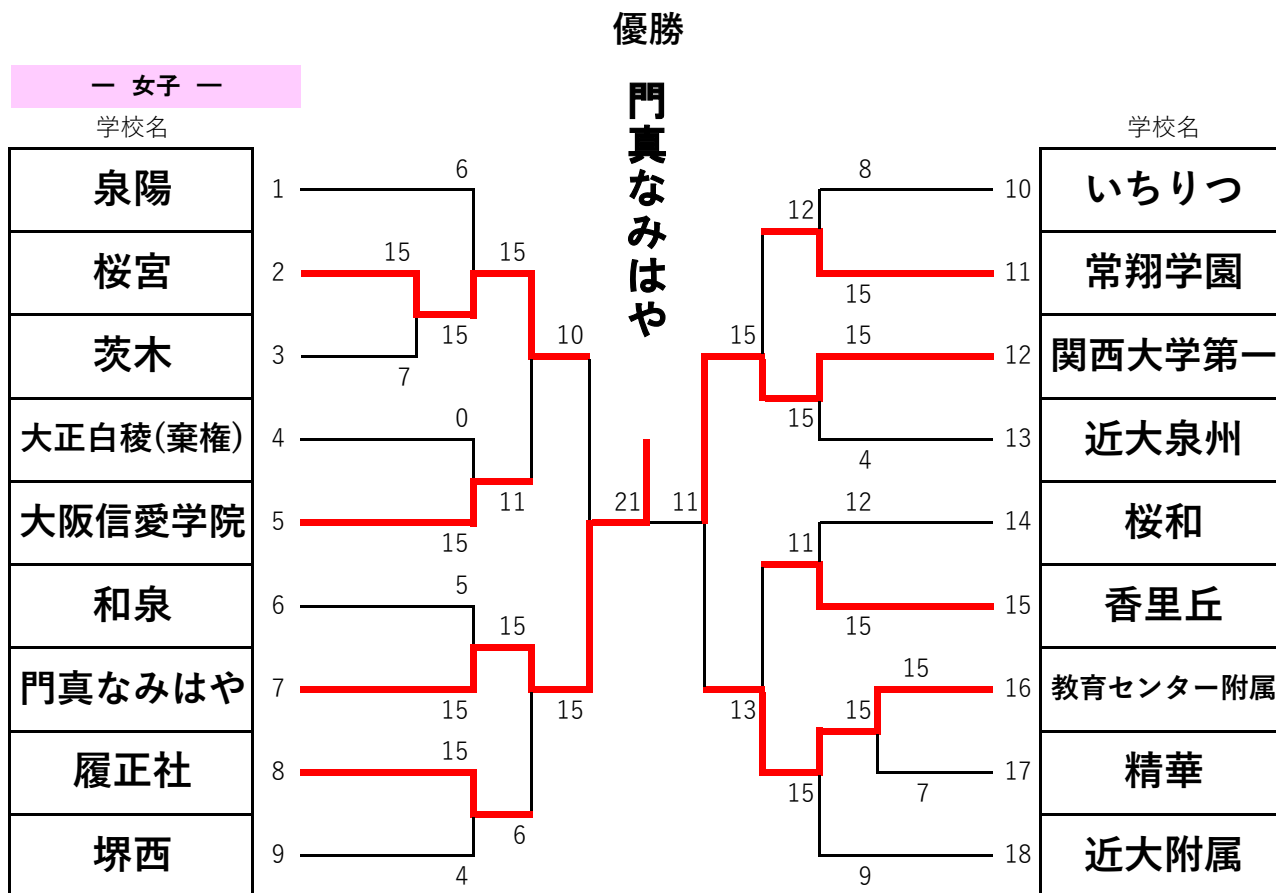 優勝
門真なみはや
― 女子 ―
学校名
学校名
泉陽 1 6
8 10 いちりつ
12
桜宮 2 15 15
11 常翔学園
15
15
茨木 3 10
15 15 12 関西大学第一
7
大正白稜(棄権) 4 0
15 13 近大泉州
4
大阪信愛学院 5 11 21 11
12 14 桜和
15
和泉 6 5
11 15 香里丘
15
15
門真なみはや 7 15 15
13 15 15 16 教育センター附属
履正社 8 15
15 17 精華
7
6
堺西 9 4
9 18 近大附属